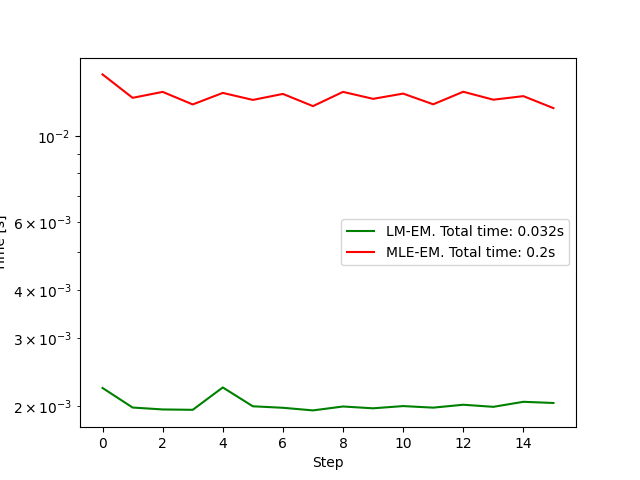 10⁻²
6 × 10⁻³
4 × 10⁻³
3 × 10⁻³
2 × 10⁻³
LM-EM. Total time: 0.032s
MLE-EM. Total time: 0.2s
0 2 4 6 8 10 12 14
Step